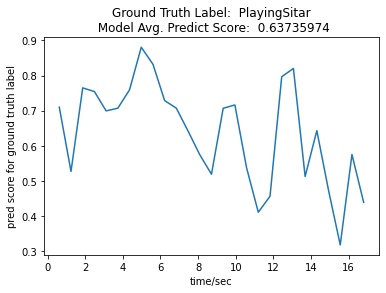 Ground Truth Label:  PlayingSitar
Model Avg. Predict Score:  0.63735974
0.9
0.8
0.7
0.6
0.5
0.4
0.3
pred score for ground truth label
0 2 4 6 8 10 12 14 16
time/sec